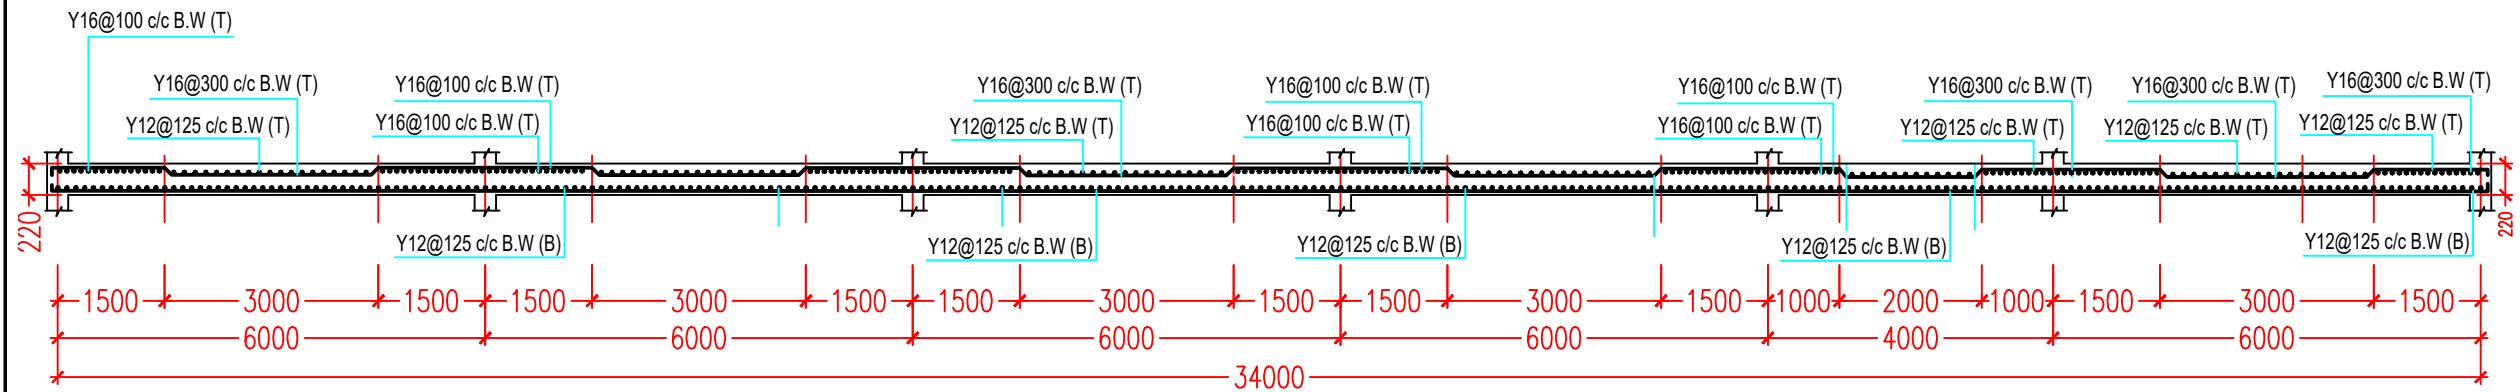 Y16@100 c/c B.W (T)
Y16@300 c/c B.W (T)
Y16@100 c/c B.W (T)
Y16@300 c/c B.W (T)
Y16@100 c/c B.W (T)
Y16@100 c/c B.W (T)
Y16@300 c/c B.W (T)
Y16@300 c/c B.W (T)
Y16@300 c/c B.W (T)
Y12@125 c/c B.W (T)
Y16@100 c/c B.W (T)
Y12@125 c/c B.W (T)
Y16@100 c/c B.W (T)
Y16@100 c/c B.W (T)
Y12@125 c/c B.W (T)
Y12@125 c/c B.W (T)
Y12@125 c/c B.W (T)
220
220
Y12@125 c/c B.W (B)
Y12@125 c/c B.W (B)
Y12@125 c/c B.W (B)
Y12@125 c/c B.W (B)
Y12@125 c/c B.W (B)
1500 3000 1500 1500 3000 1500 1500 3000 1500 1500 3000 1500 1000 2000 1000 1500 3000 1500
6000 6000 6000 6000 4000 6000
34000